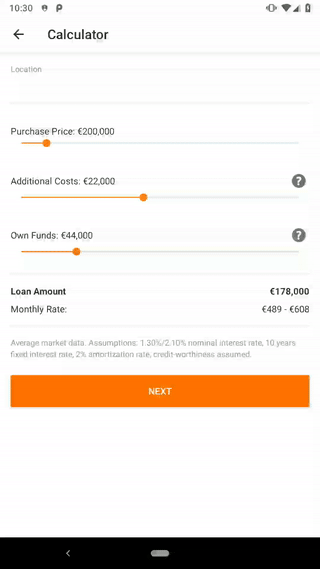 10:30
Calculator
Location
Purchase Price: €200,000
Additional Costs: €22,000
?
Own Funds: €44,000
?
Loan Amount €178,000
Monthly Rate: €489 - €608
Average market data. Assumptions: 1.30%/2.10% nominal interest rate, 10 years
fixed interest rate, 2% amortization rate, credit-worthiness assumed.
NEXT